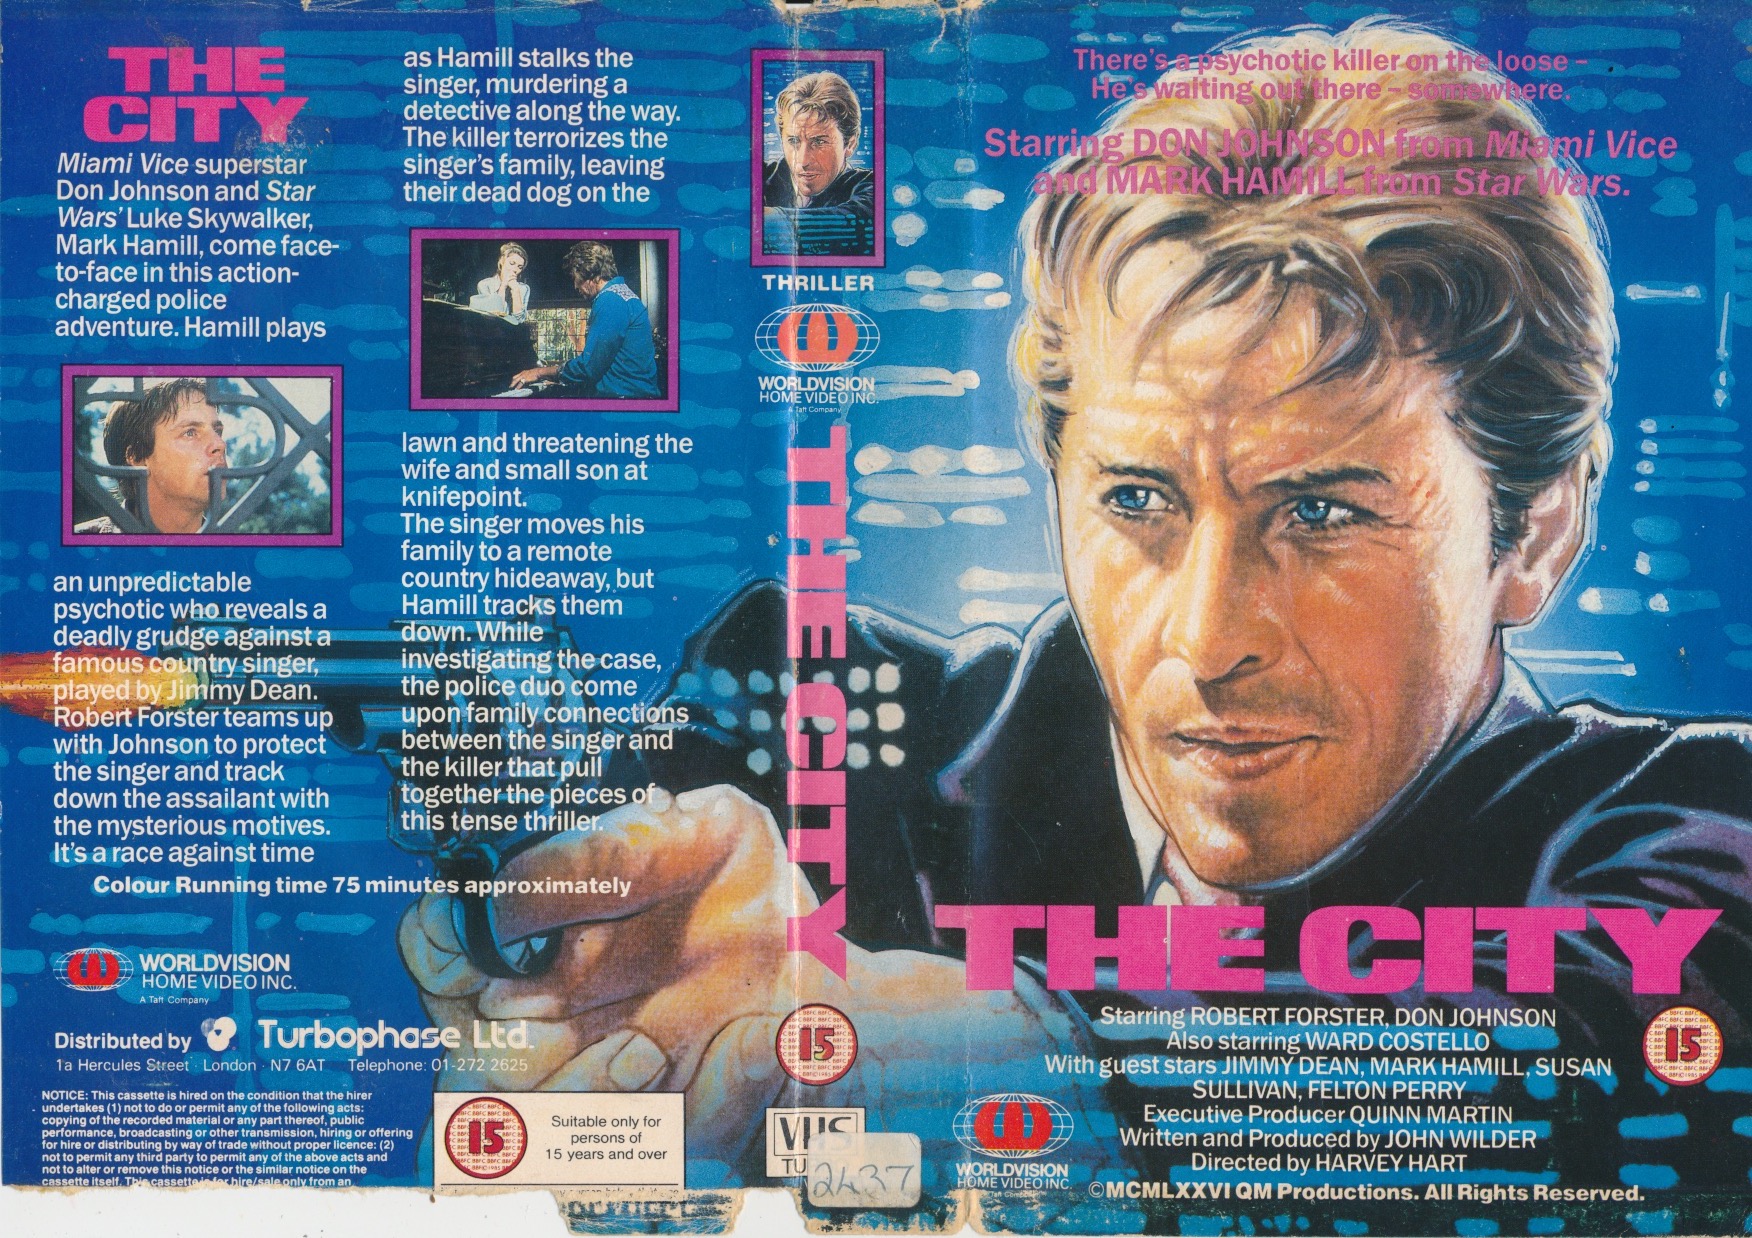 THE
CITY
Miami Vice superstar
Don Johnson and Star
Wars' Luke Skywalker,
Mark Hamill, come face-
to-face in this action-
charged police
adventure. Hamill plays
an unpredictable
psychotic who reveals a
deadly grudge against a
famous country singer,
played by Jimmy Dean.
Robert Forster teams up
with Johnson to protect
the singer and track
down the assailant with
the mysterious motives.
It's a race against time
as Hamill stalks the
singer, murdering a
detective along the way.
The killer terrorizes the
singer's family, leaving
their dead dog on the
lawn and threatening the
wife and small son at
knifepoint.
The singer moves his
family to a remote
country hideaway, but
Hamill tracks them
down. While
investigating the case,
the police duo come
upon family connections
between the singer and
the killer that pull
together the pieces of
this tense thriller.
Colour Running time 75 minutes approximately
WORLDVISION
HOME VIDEO INC.
A Taft Company
Distributed by Turbophase Ltd.
1a Hercules Street · London · N7 6AT Telephone: 01-272 2625
NOTICE: This cassette is hired on the condition that the hirer
undertakes (1) not to do or permit any of the following acts:
copying of the recorded material or any part thereof, public
performance, broadcasting or other transmission, hiring or offering
for hire or distributing by way of trade without proper licence: (2)
not to permit any third party to permit any of the above acts and
not to alter or remove this notice or the similar notice on the
cassette itself. This cassette is for hire/sale only from an
15
Suitable only for
persons of
15 years and over
THRILLER
WORLDVISION
HOME VIDEO INC.
A Taft Company
THE CITY
15
VHS
TU
2437
There's a psychotic killer on the loose –
He's waiting out there – somewhere.
Starring DON JOHNSON from Miami Vice
and MARK HAMILL from Star Wars.
THE CITY
Starring ROBERT FORSTER, DON JOHNSON
Also starring WARD COSTELLO
With guest stars JIMMY DEAN, MARK HAMILL, SUSAN
SULLIVAN, FELTON PERRY
Executive Producer QUINN MARTIN
Written and Produced by JOHN WILDER
Directed by HARVEY HART
©MCMLXXVI QM Productions. All Rights Reserved.
15
WORLDVISION
HOME VIDEO INC.